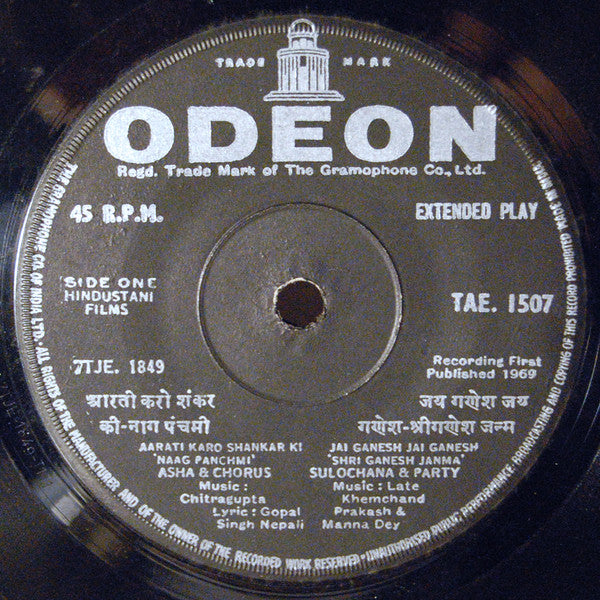 TRADE MARK
ODEON
Regd. Trade Mark of The Gramophone Co., Ltd.
45 R.P.M.
EXTENDED PLAY
SIDE ONE
HINDUSTANI
FILMS
TAE. 1507
7TJE. 1849
Recording First
Published 1969
आरती करो शंकर
की-नाग पंचमी
जय गणेश जय
गणेश-श्रीगणेश जन्म
AARATI KARO SHANKAR KI
"NAAG PANCHMI"
ASHA & CHORUS
Music:
Chitragupta
Lyric: Gopal
Singh Nepali
JAI GANESH JAI GANESH
"SHRI GANESH JANMA"
SULOCHANA & PARTY
Music: Late
Khemchand
Prakash &
Manna Dey
THE GRAMOPHONE CO. OF INDIA LTD. ALL RIGHTS OF THE MANUFACTURER AND OF THE OWNER OF THE RECORDED WORK RESERVED-UNAUTHORISED PUBLIC PERFORMANCE, BROADCASTING AND COPYING OF THIS RECORD PROHIBITED. MADE IN INDIA